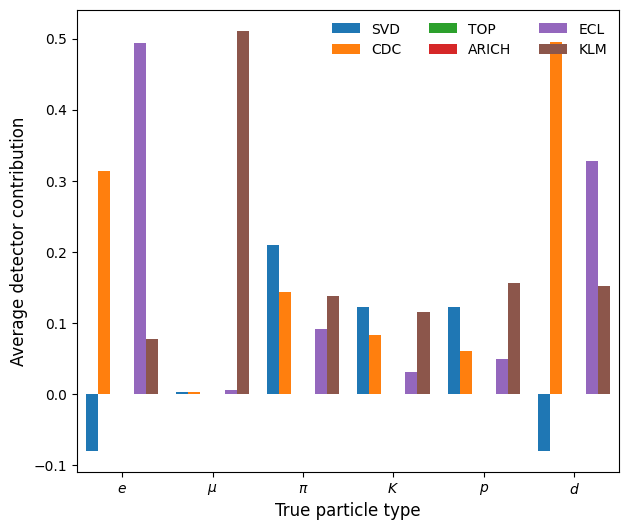 SVD TOP ECL
CDC ARICH KLM
Average detector contribution
0.5
0.4
0.3
0.2
0.1
0.0
−0.1
e μ π K p d
True particle type